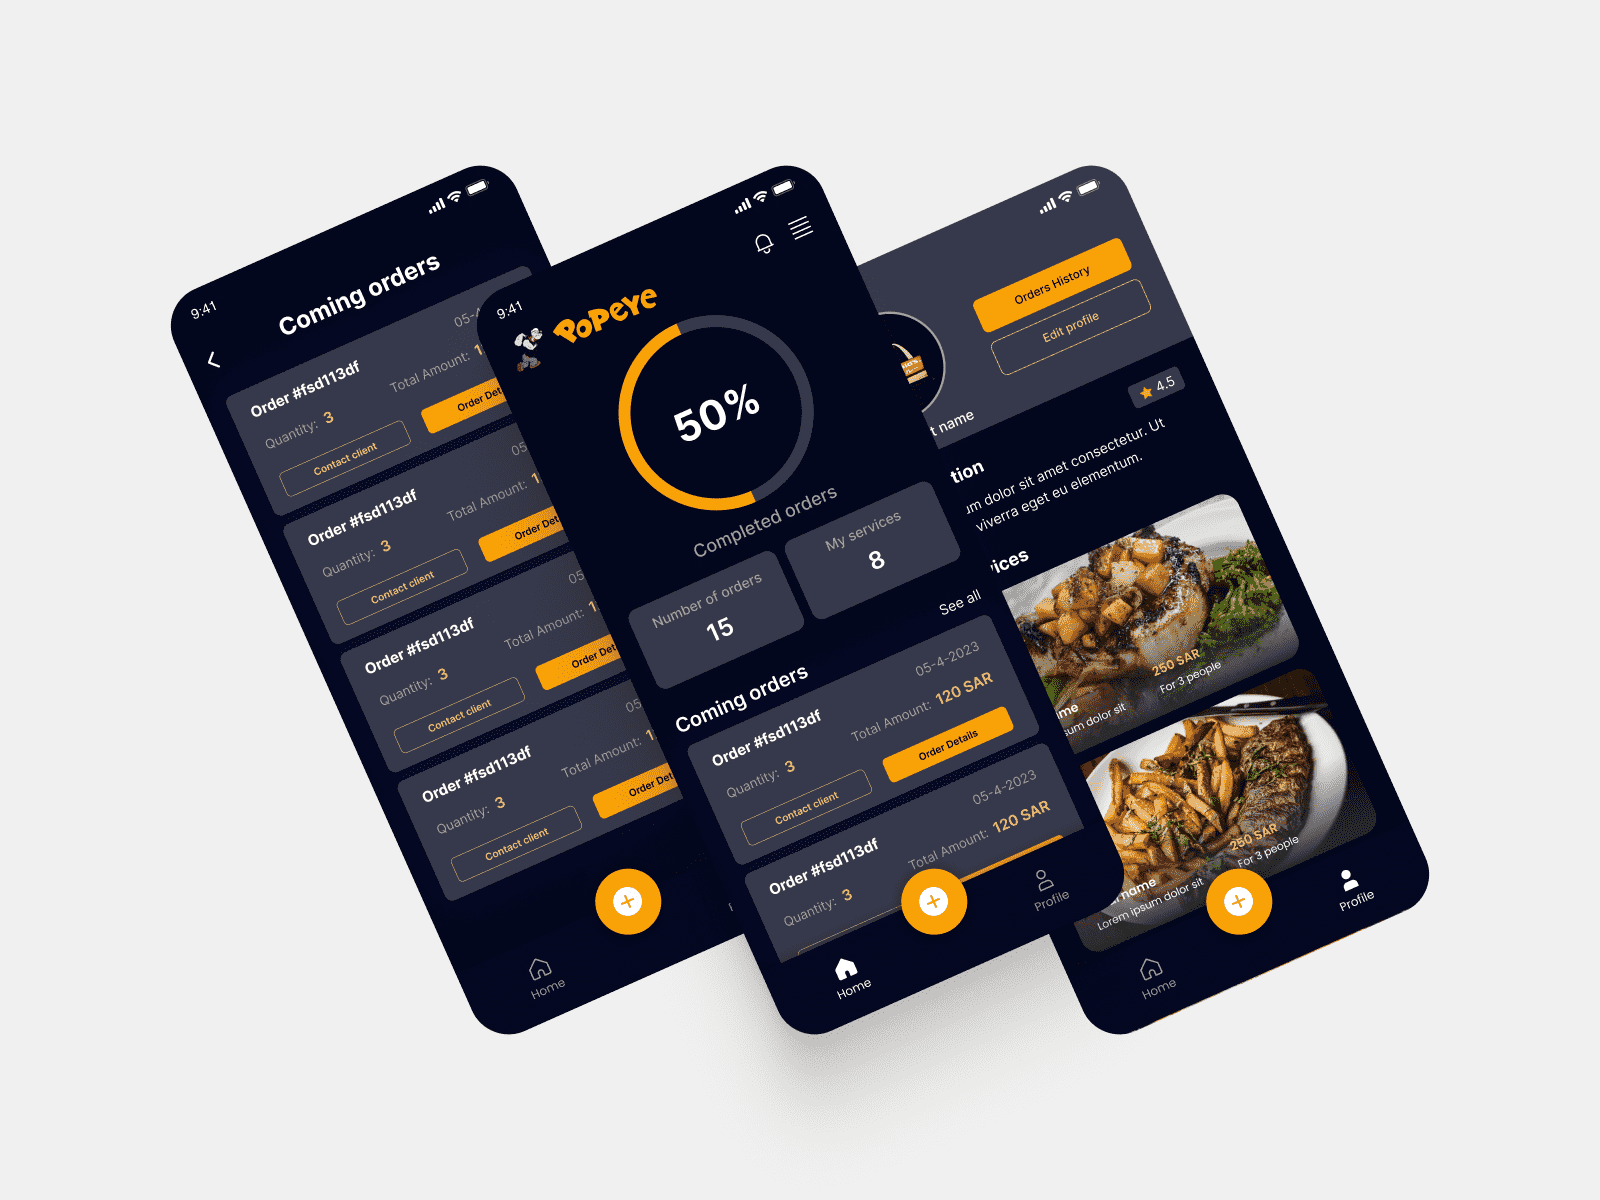 9:41
Coming orders
05-4
Order #fsd113df
Total Amount:
Quantity: 3
Contact client
Order
05
Order #fsd113df
Total Amount: 1
Quantity: 3
Contact client
Order
05
Order #fsd113df
Total Amount: 1
Quantity: 3
Contact client
Order
05
Order #fsd113df
Total Amount: 1
Quantity: 3
Contact client
Order
Home
9:41
POPEYE
50%
Completed orders
Number of orders
15
My services
8
Coming orders
See all
05-4-2023
Order #fsd113df
Total Amount: 120 SAR
Quantity: 3
Contact client
Order Details
05-4-2023
Order #fsd113df
Total Amount: 120 SAR
Quantity: 3
Home
Profile
Orders History
Edit profile
t name
4.5
tion
um dolor sit amet consectetur. Ut
viverra eget eu elementum.
vices
250 SAR
For 3 people
me
sum dolor sit
250 SAR
For 3 people
name
Lorem ipsum dolor sit
Home
Profile